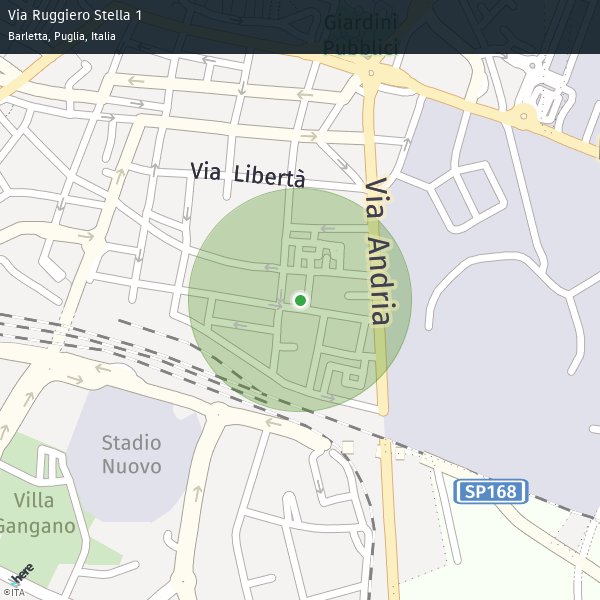 Via Ruggiero Stella 1
Barletta, Puglia, Italia
Giardini
Pubblici
Via Libertà
Via Andria
Stadio
Nuovo
SP168
Villa
Gangano
here
©ITA